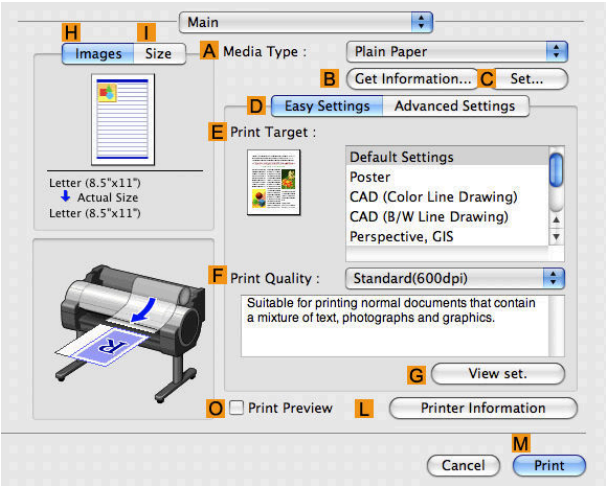 Main
H I
Images Size
A Media Type : Plain Paper
B Get Information... C Set...
D Easy Settings Advanced Settings
E Print Target :
Default Settings
Poster
CAD (Color Line Drawing)
CAD (B/W Line Drawing)
Perspective, GIS
Letter (8.5"x11")
Actual Size
Letter (8.5"x11")
F Print Quality : Standard(600dpi)
Suitable for printing normal documents that contain
a mixture of text, photographs and graphics.
R
G View set.
O Print Preview L Printer Information
M
Cancel Print